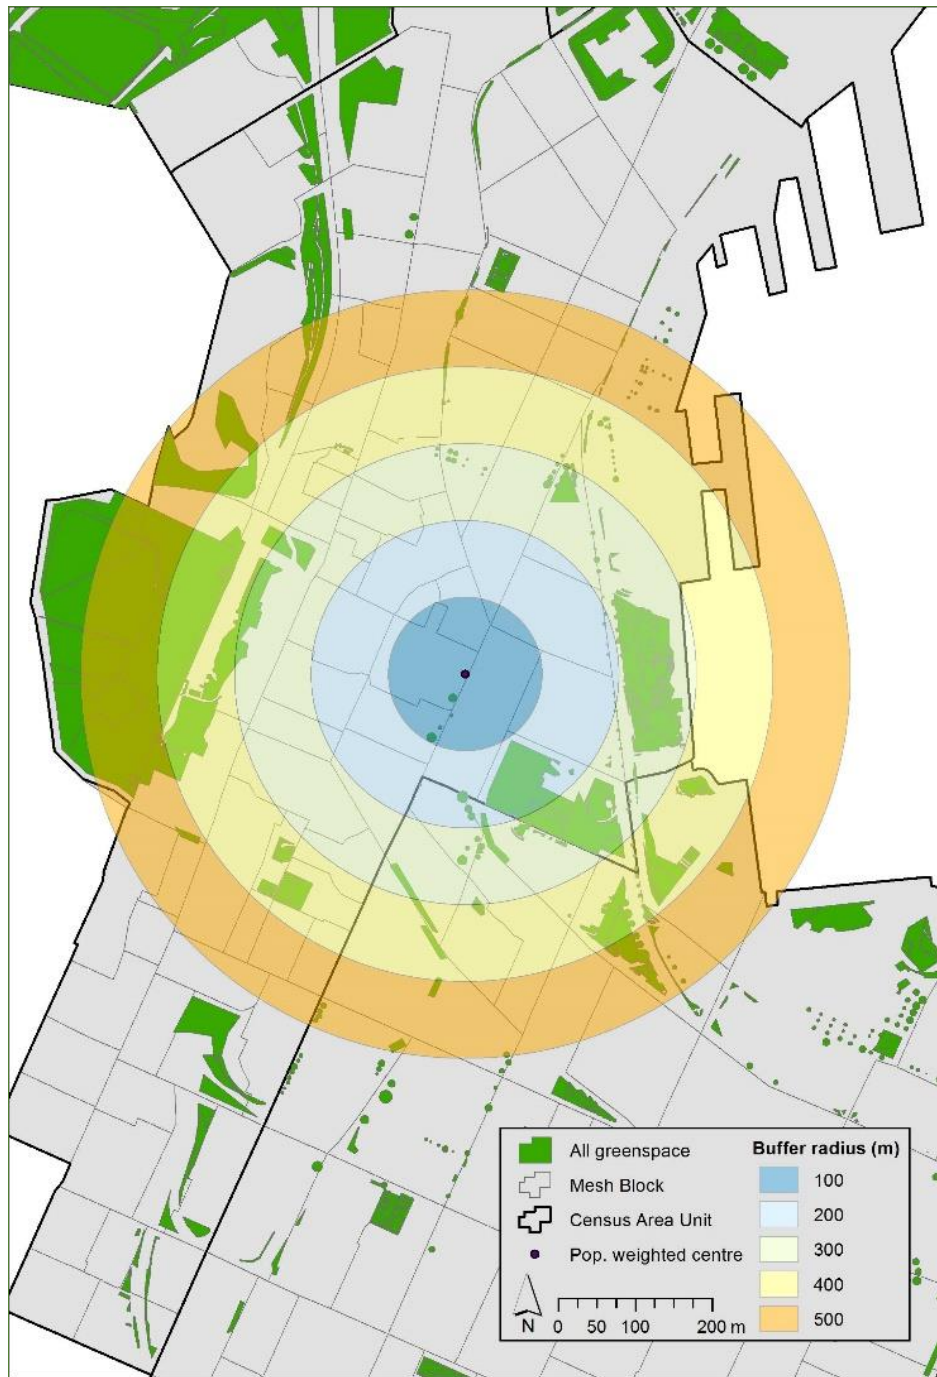 All greenspace
Mesh Block
Census Area Unit
Pop. weighted centre
N
0 50 100 200 m
Buffer radius (m)
100
200
300
400
500